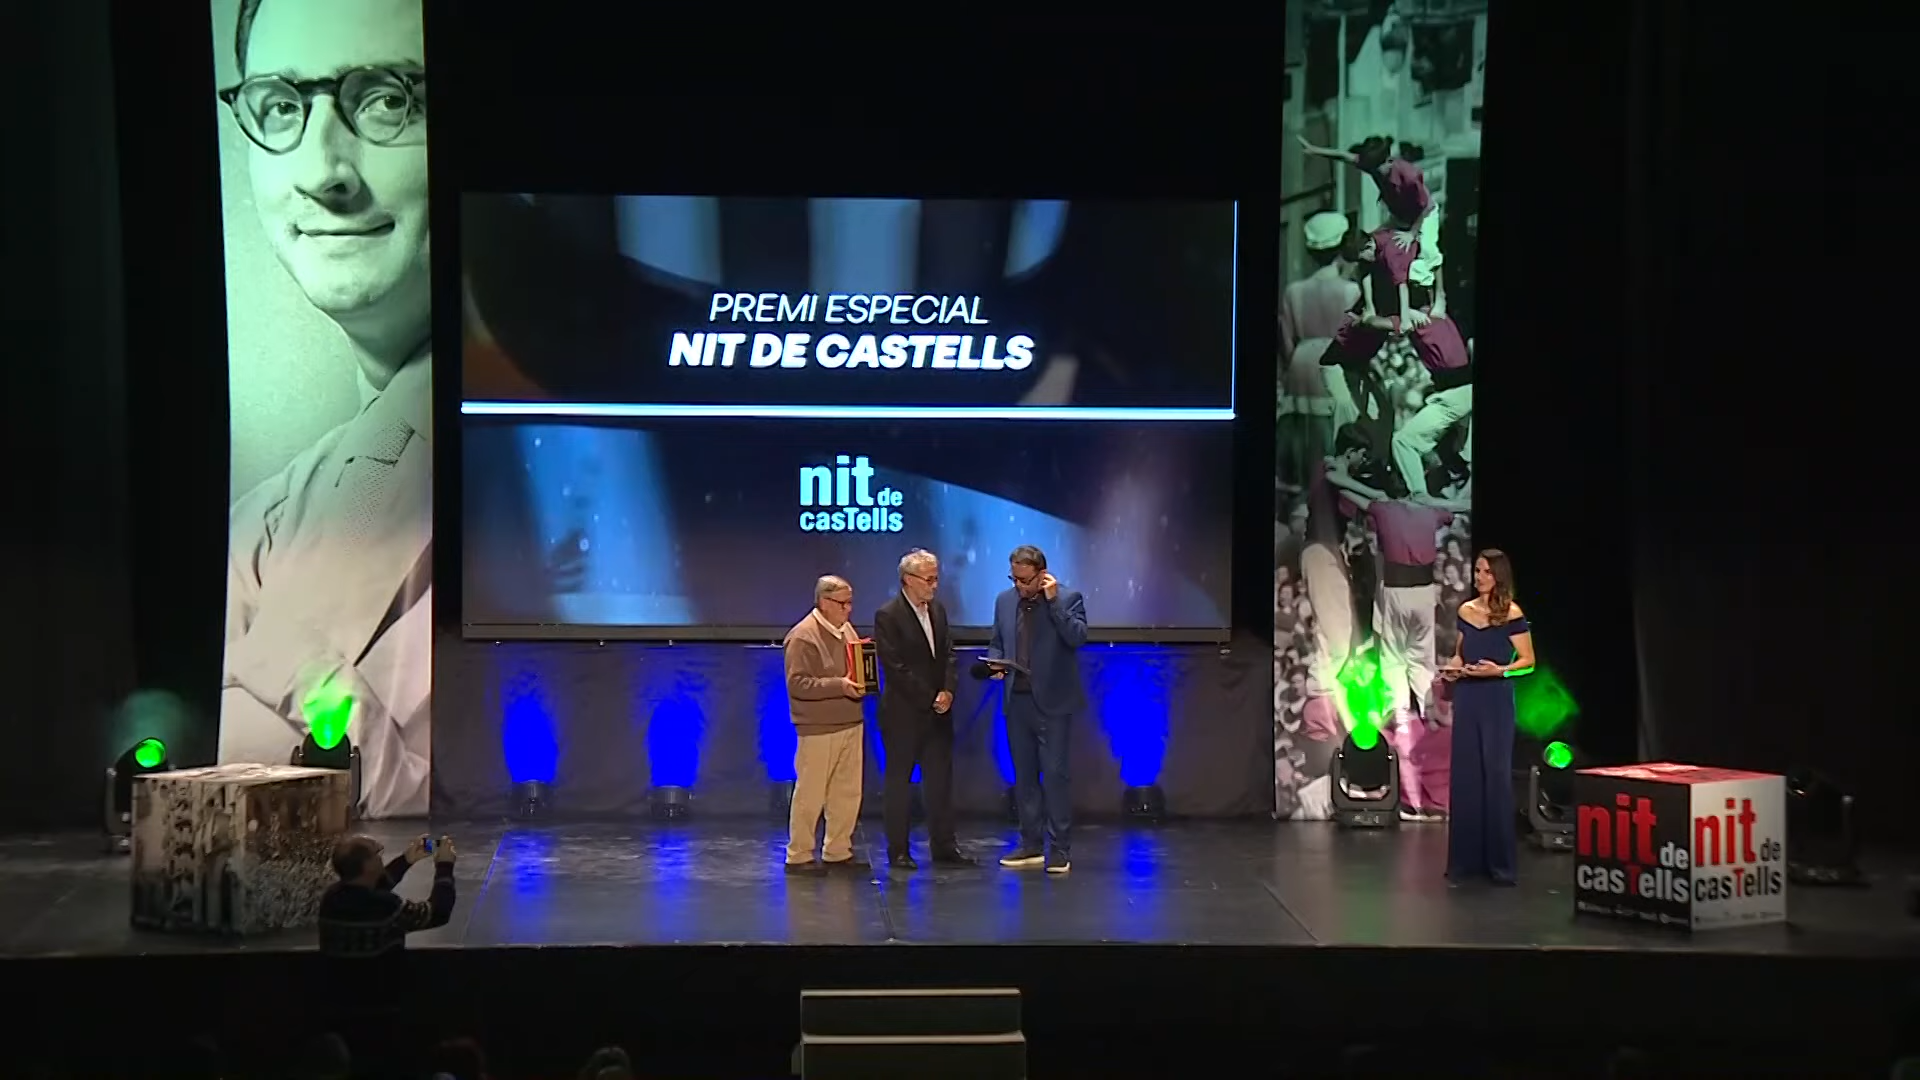 PREMI ESPECIAL
NIT DE CASTELLS
nit de
casTells
nit de
casTells
nit de
casTells